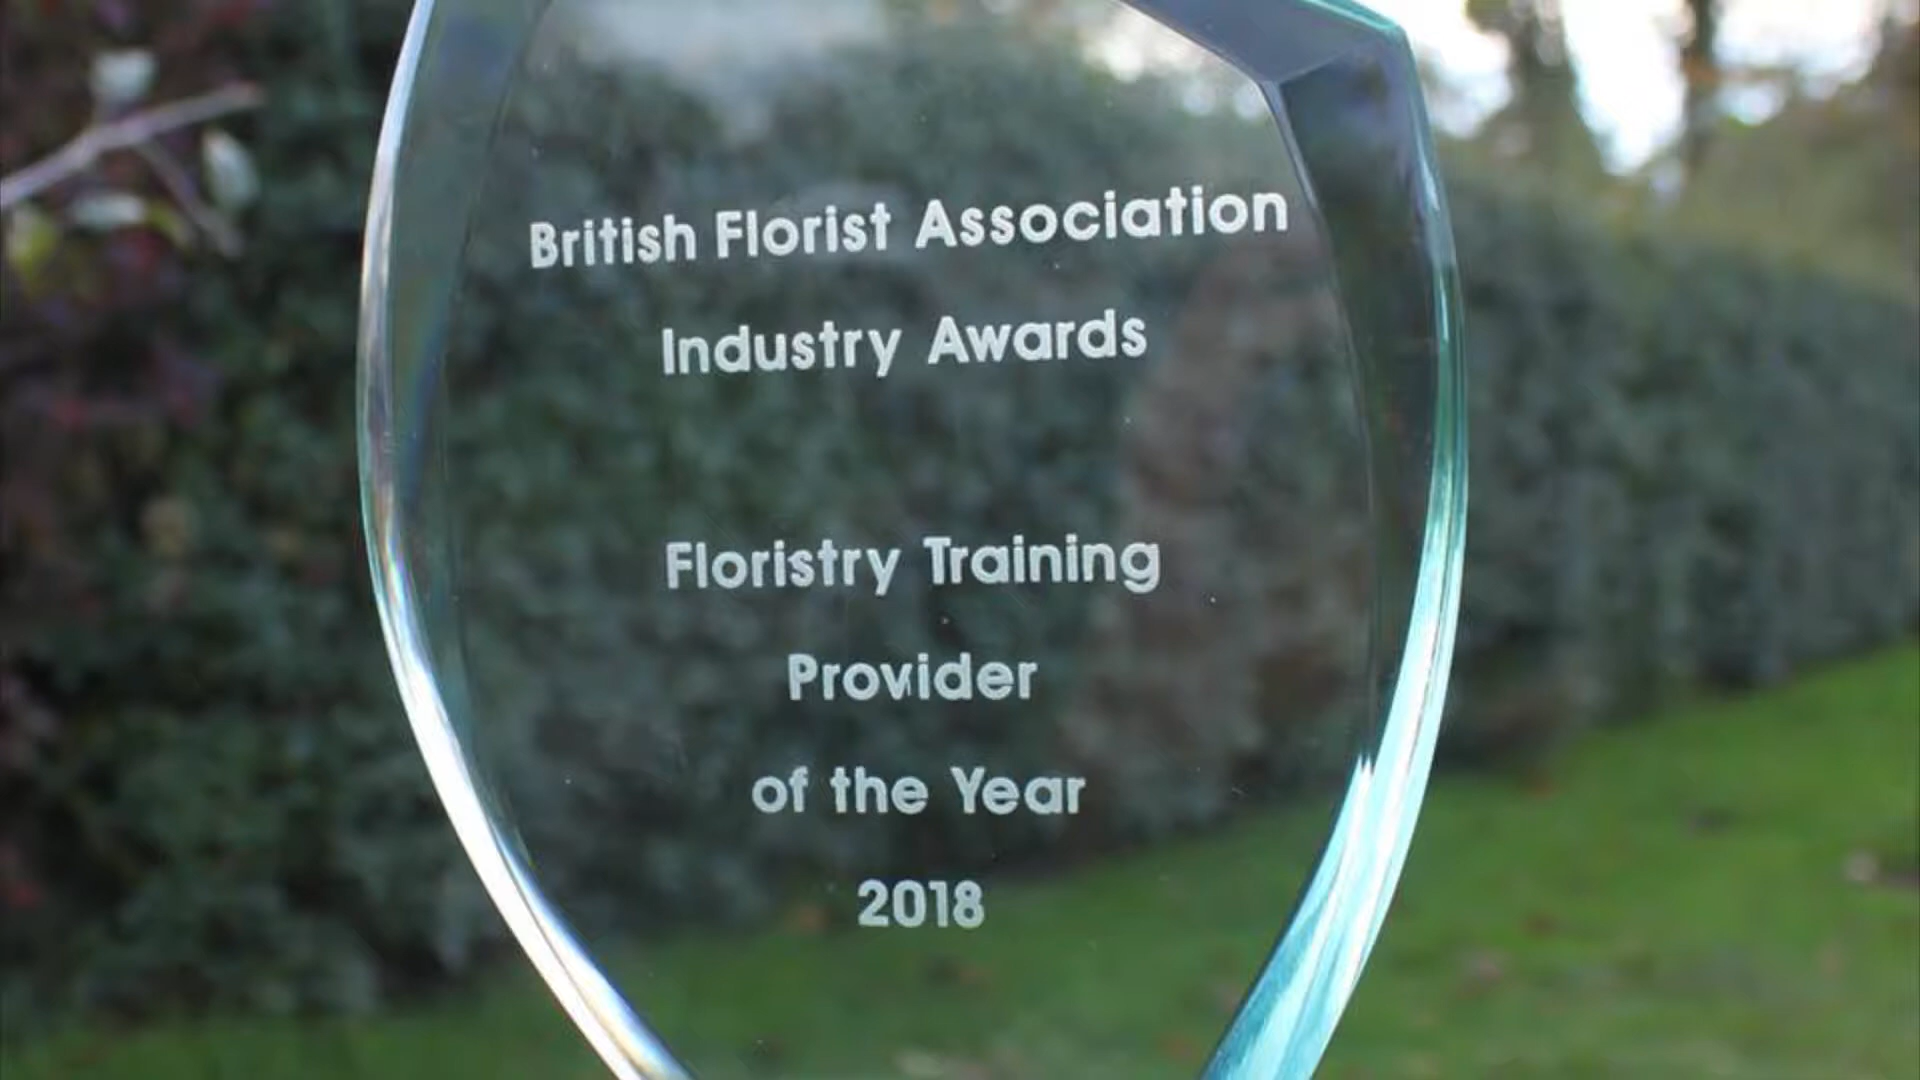 British Florist Association
Industry Awards
Floristry Training
Provider
of the Year
2018